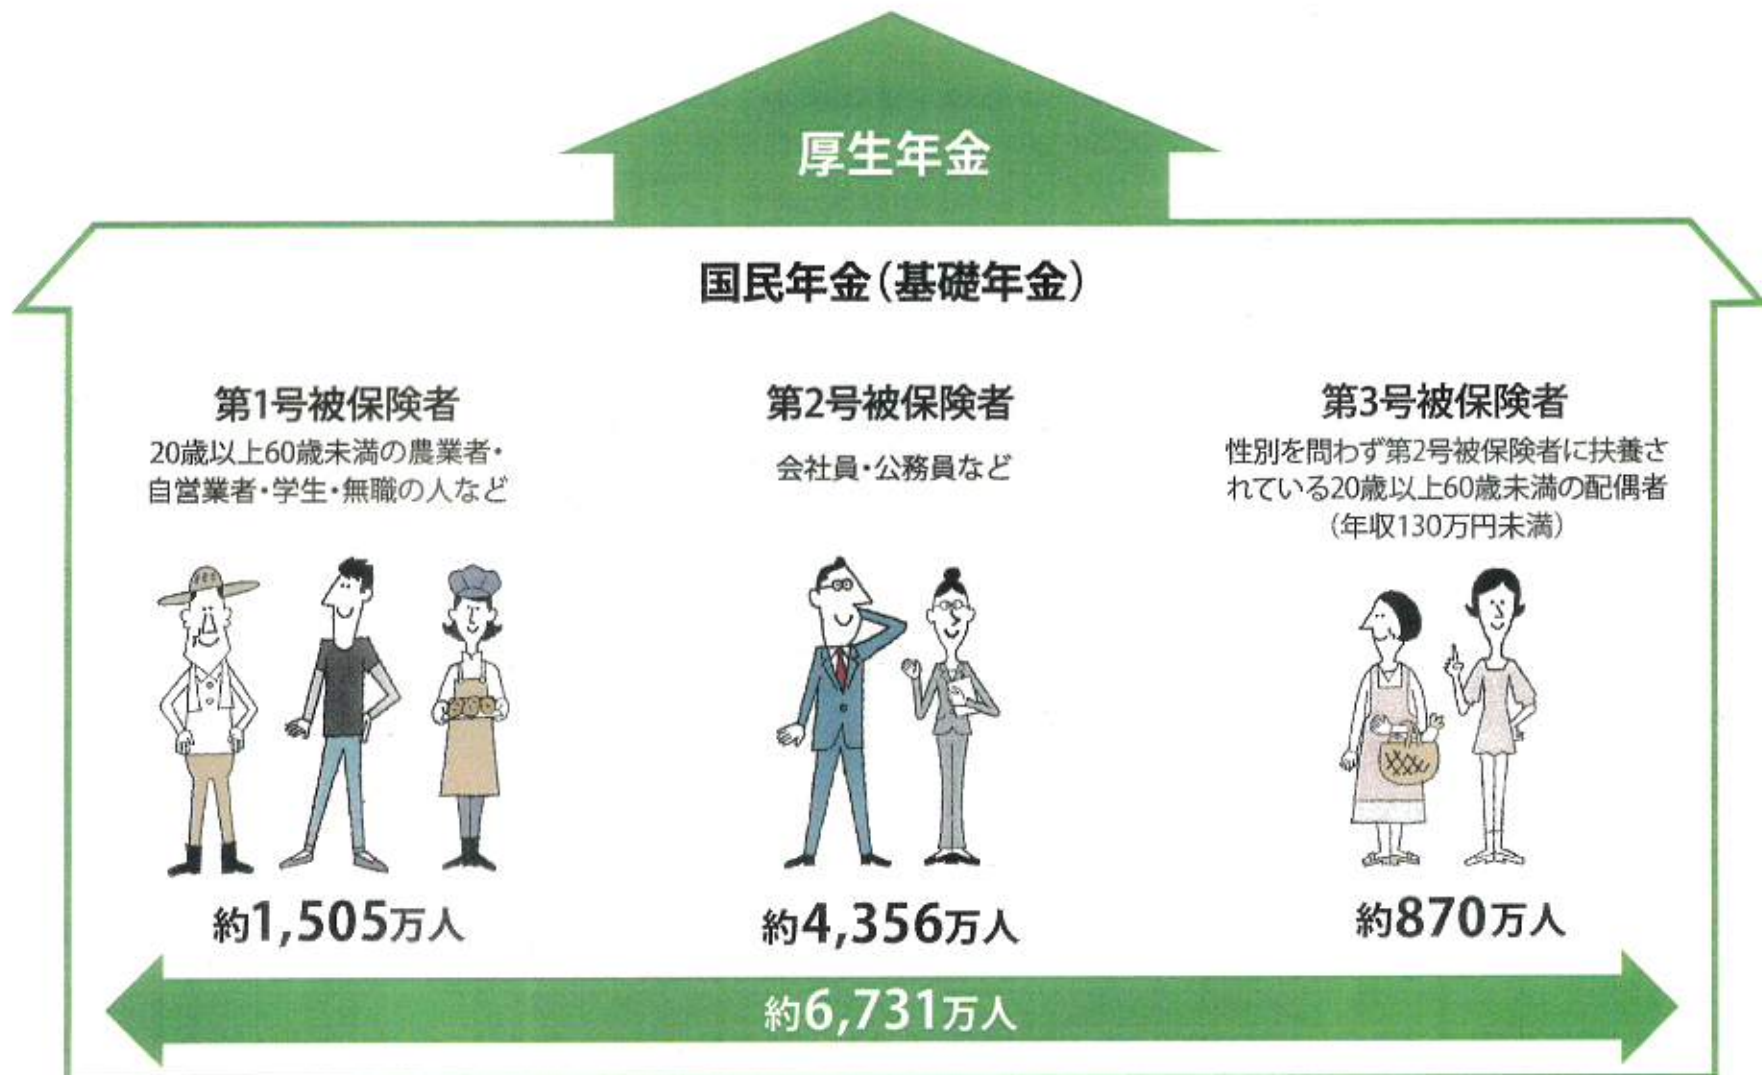 厚生年金
国民年金(基礎年金)
第1号被保険者
20歳以上60歳未満の農業者・
自営業者・学生・無職の人など
約1,505万人
第2号被保険者
会社員・公務員など
約4,356万人
第3号被保険者
性別を問わず第2号被保険者に扶養さ
れている20歳以上60歳未満の配偶者
(年収130万円未満)
約870万人
約6,731万人